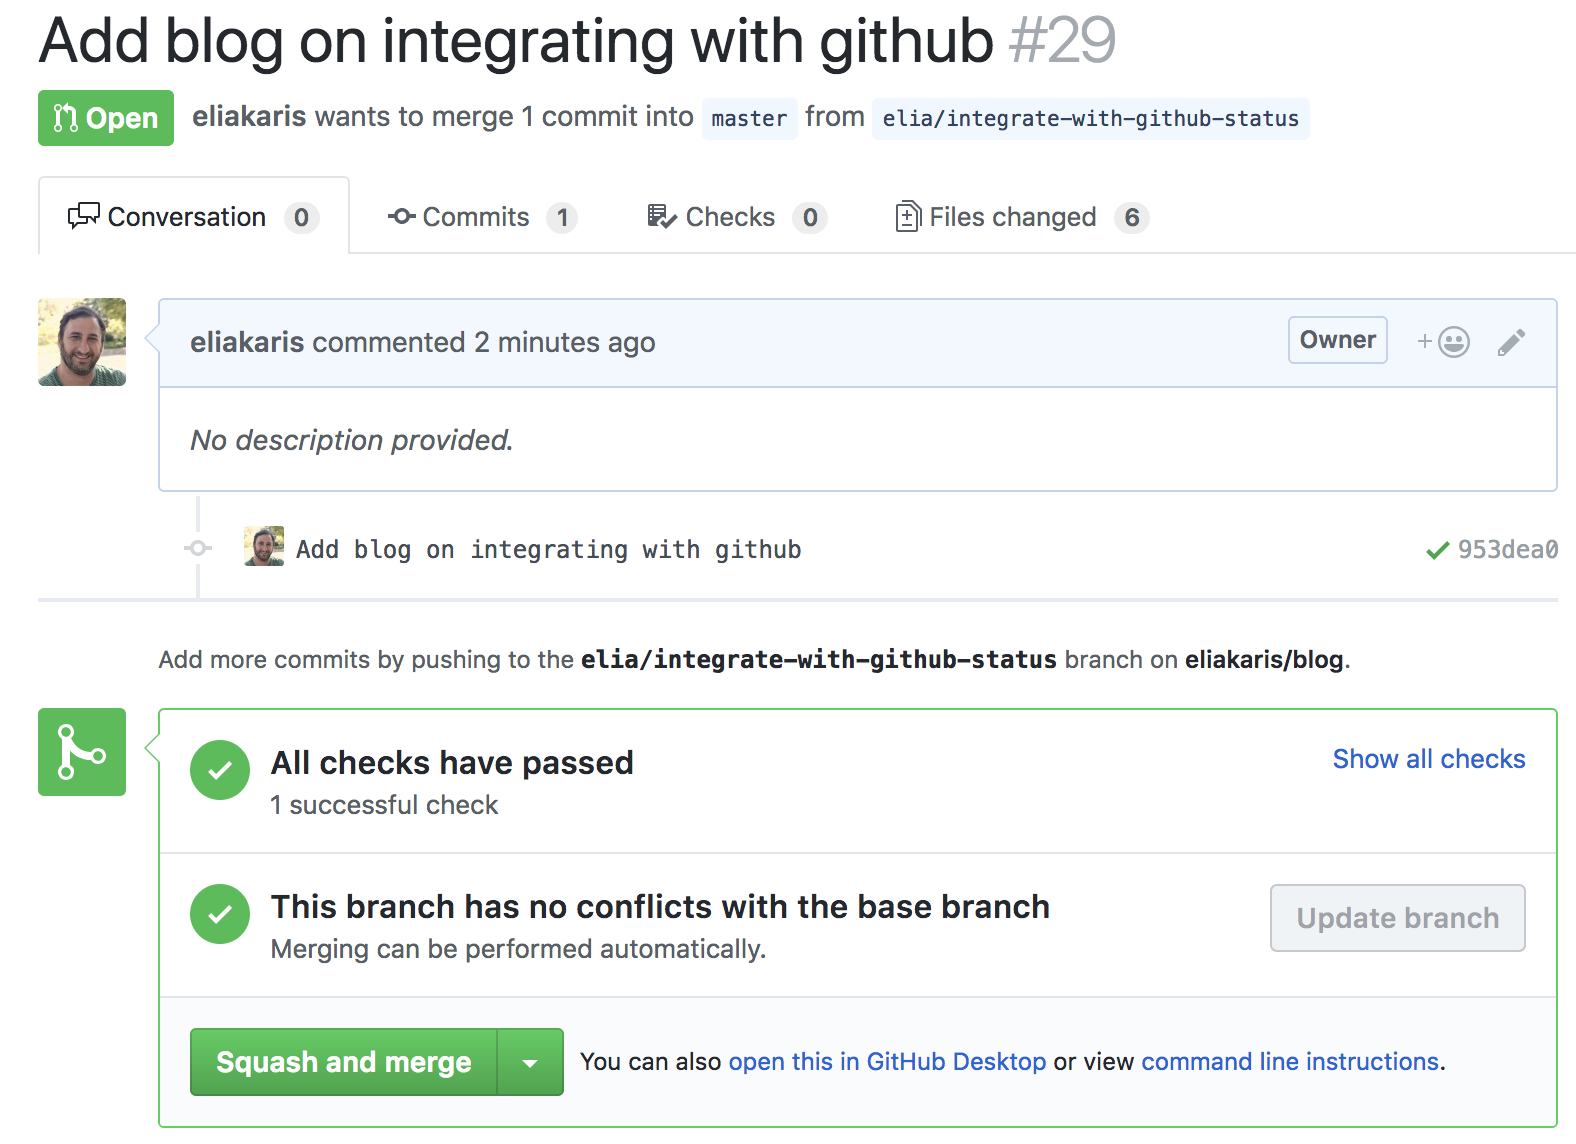 Add blog on integrating with github #29
Open eliakaris wants to merge 1 commit into master from elia/integrate-with-github-status
Conversation 0 Commits 1 Checks 0 Files changed 6
eliakaris commented 2 minutes ago Owner +
No description provided.
Add blog on integrating with github 953dea0
Add more commits by pushing to the elia/integrate-with-github-status branch on eliakaris/blog.
All checks have passed Show all checks
1 successful check
This branch has no conflicts with the base branch Update branch
Merging can be performed automatically.
Squash and merge You can also open this in GitHub Desktop or view command line instructions.